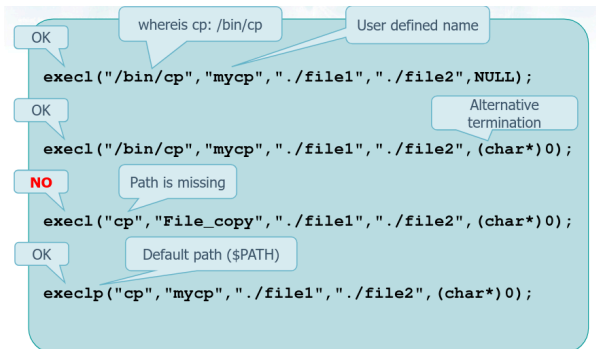 OK
whereis cp: /bin/cp
User defined name
execl("/bin/cp","mycp","./file1","./file2",NULL);
OK
Alternative
termination
execl("/bin/cp","mycp","./file1","./file2",(char*)0);
NO
Path is missing
execl("cp","File_copy","./file1","./file2",(char*)0);
OK
Default path ($PATH)
execlp("cp","mycp","./file1","./file2",(char*)0);